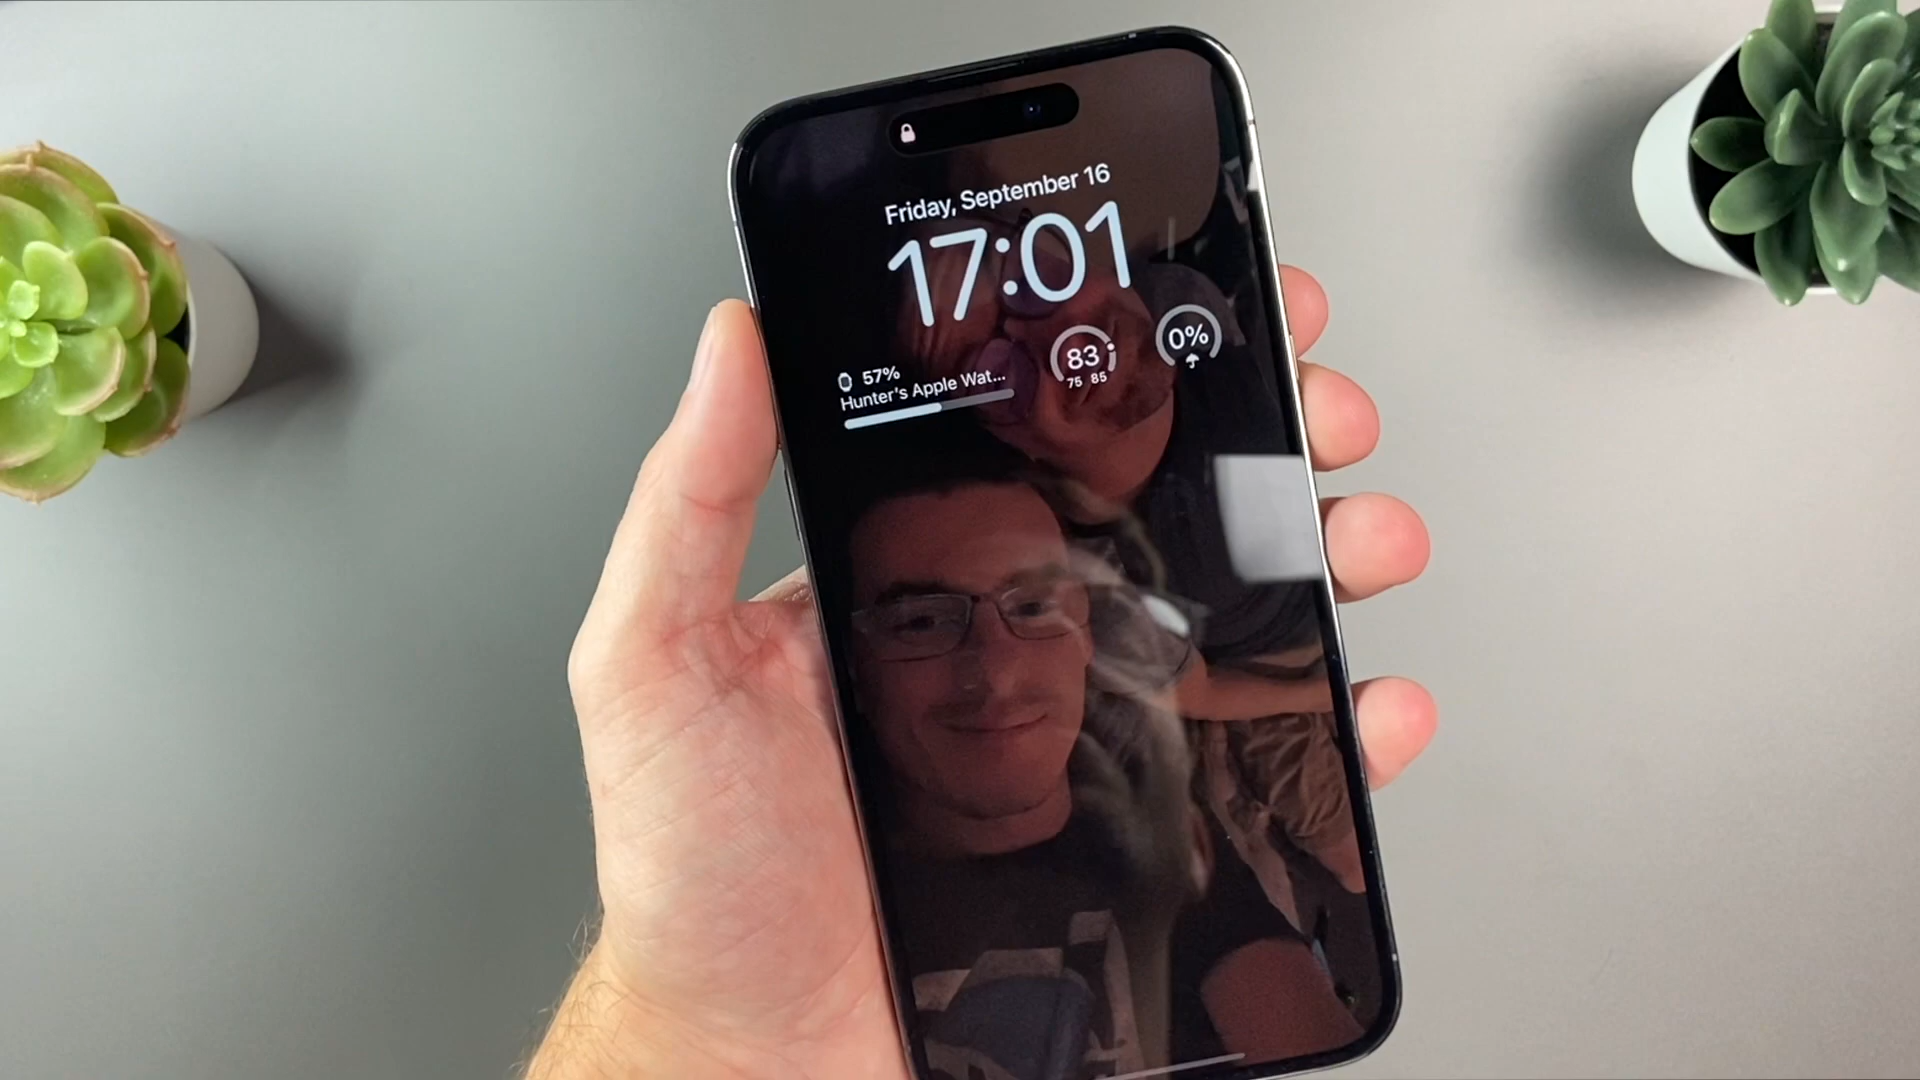 Friday, September 16
17:01
57%
Hunter's Apple Wat...
83
75 85
0%